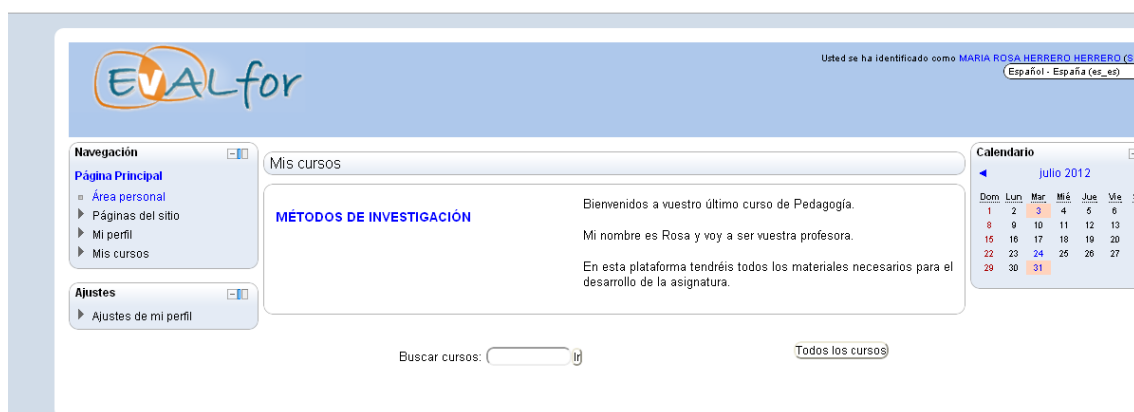 EVALfor
Usted se ha identificado como MARIA ROSA HERRERO HERRERO (S
Español - España (es_es)
Navegación
Página Principal
Área personal
Páginas del sitio
Mi perfil
Mis cursos
Ajustes
Ajustes de mi perfil
Mis cursos
MÉTODOS DE INVESTIGACIÓN
Bienvenidos a vuestro último curso de Pedagogía.
Mi nombre es Rosa y voy a ser vuestra profesora.
En esta plataforma tendréis todos los materiales necesarios para el
desarrollo de la asignatura.
Buscar cursos: Ir
Todos los cursos
Calendario
julio 2012
Dom Lun Mar Mié Jue Vie
1 2 3 4 5 6
8 9 10 11 12 13
15 16 17 18 19 20
22 23 24 25 26 27
29 30 31